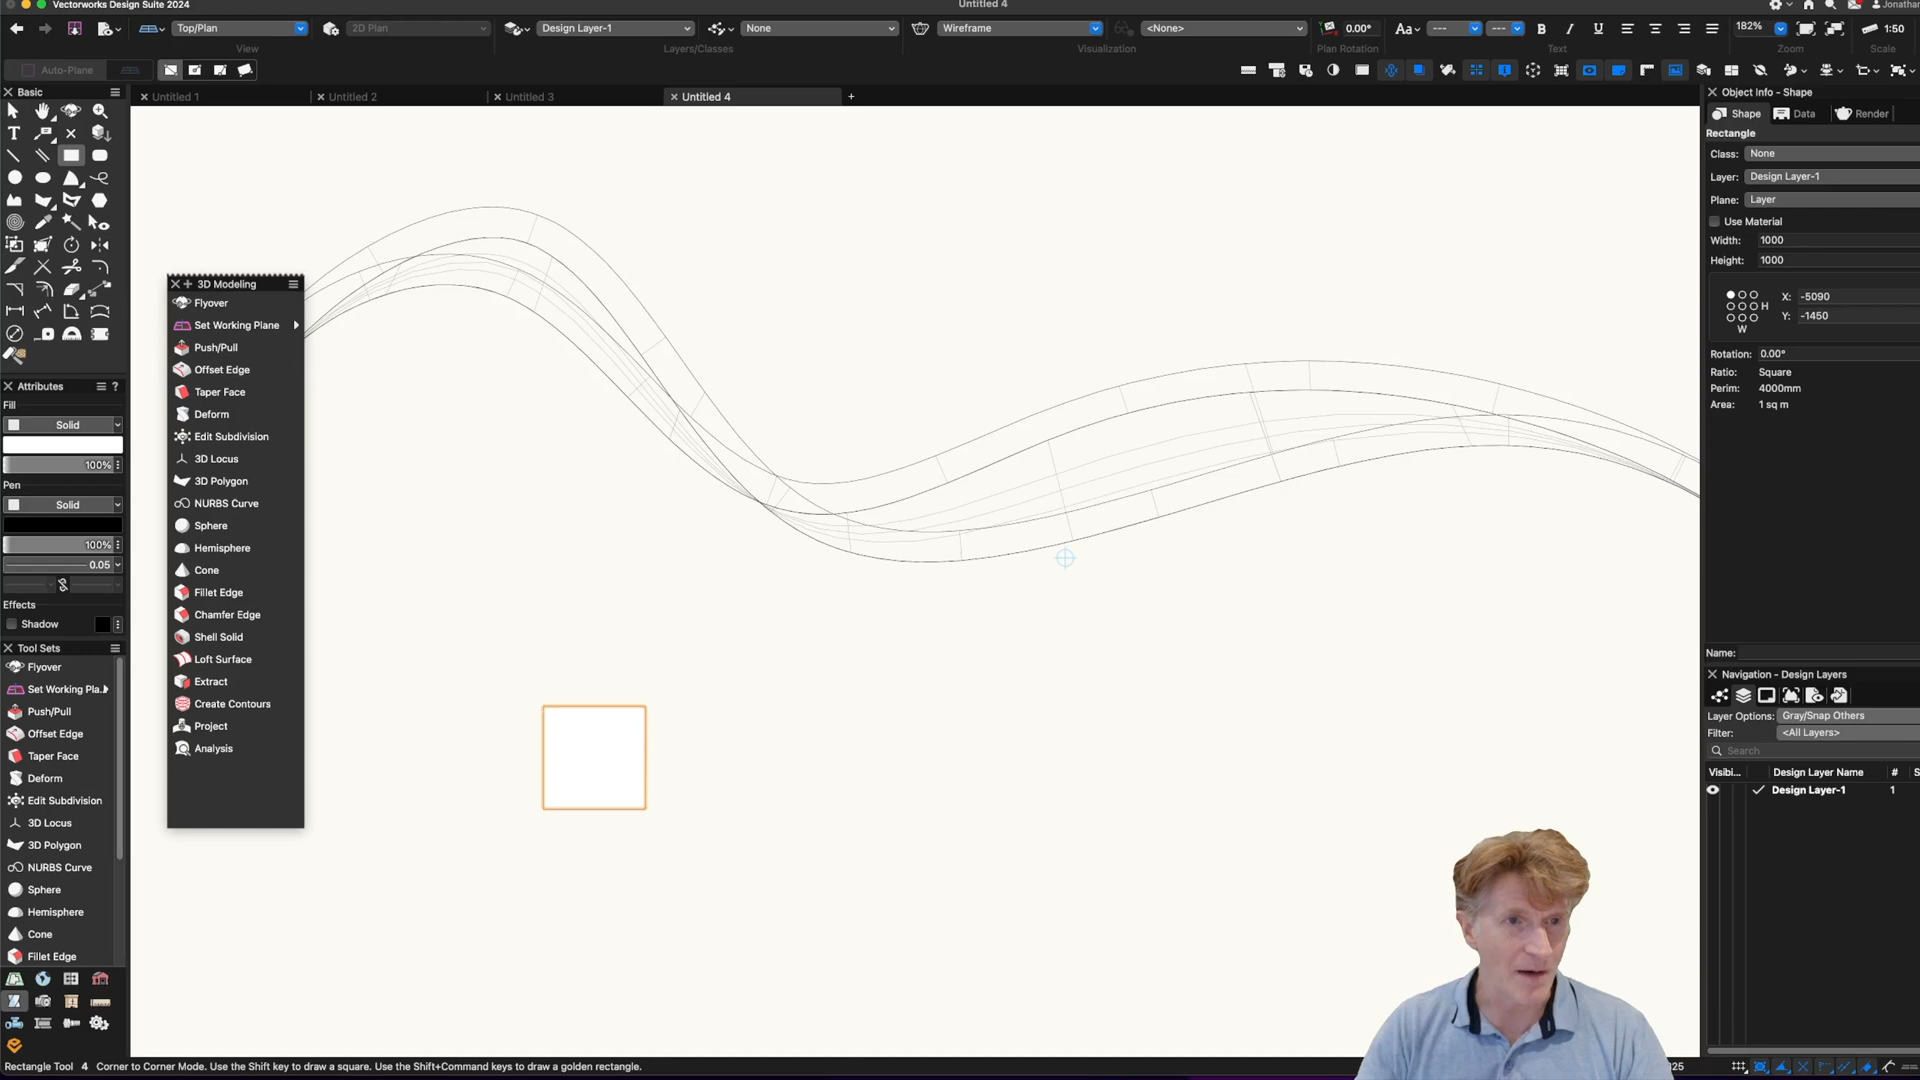 Vectorworks Design Suite 2024
Untitled 4
Jonathan
Top/Plan
2D Plan
Design Layer-1
None
Wireframe
<None>
0.00°
Aa
---
---
B
I
U
182%
1:50
View
Layers/Classes
Visualization
Plan Rotation
Text
Zoom
Scale
Auto-Plane
Basic
Untitled 1
Untitled 2
Untitled 3
Untitled 4
+
T
Attributes
?
Fill
Solid
100%
Pen
Solid
100%
0.05
Effects
Shadow
Tool Sets
Flyover
Set Working Pla..
Push/Pull
Offset Edge
Taper Face
Deform
Edit Subdivision
3D Locus
3D Polygon
NURBS Curve
Sphere
Hemisphere
Cone
Fillet Edge
3D Modeling
Flyover
Set Working Plane
Push/Pull
Offset Edge
Taper Face
Deform
Edit Subdivision
3D Locus
3D Polygon
NURBS Curve
Sphere
Hemisphere
Cone
Fillet Edge
Chamfer Edge
Shell Solid
Loft Surface
Extract
Create Contours
Project
Analysis
Object Info - Shape
Shape
Data
Render
Rectangle
Class: None
Layer: Design Layer-1
Plane: Layer
Use Material
Width: 1000
Height: 1000
H
W
X: -5090
Y: -1450
Rotation: 0.00°
Ratio: Square
Perim: 4000mm
Area: 1 sq m
Name:
Navigation - Design Layers
Layer Options: Gray/Snap Others
Filter: <All Layers>
Search
Visibi... Design Layer Name # S
Design Layer-1 1
Rectangle Tool 4 Corner to Corner Mode. Use the Shift key to draw a square. Use the Shift+Command keys to draw a golden rectangle.